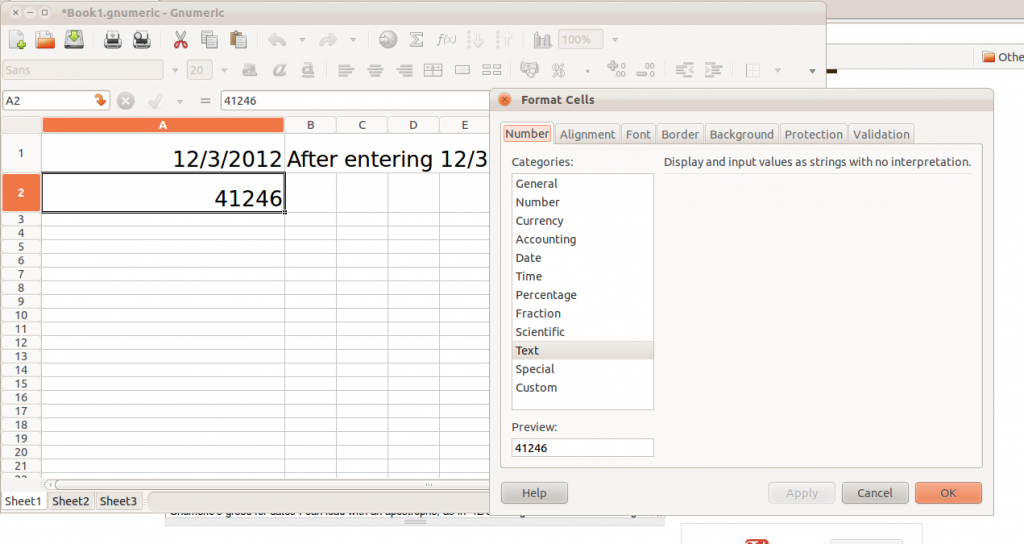 *Book1.gnumeric - Gnumeric
f(x) 100%
Othe
Sans 20 a a a %
A2 = 41246
A B C D E
1 12/3/2012 After entering 12/3
2 41246
3
4
5
6
7
8
9
10
11
12
13
14
15
16
17
18
19
20
21
Sheet1 Sheet2 Sheet3
Format Cells
Number Alignment Font Border Background Protection Validation
Categories:
Display and input values as strings with no interpretation.
General
Number
Currency
Accounting
Date
Time
Percentage
Fraction
Scientific
Text
Special
Custom
Preview:
41246
Help Apply Cancel OK